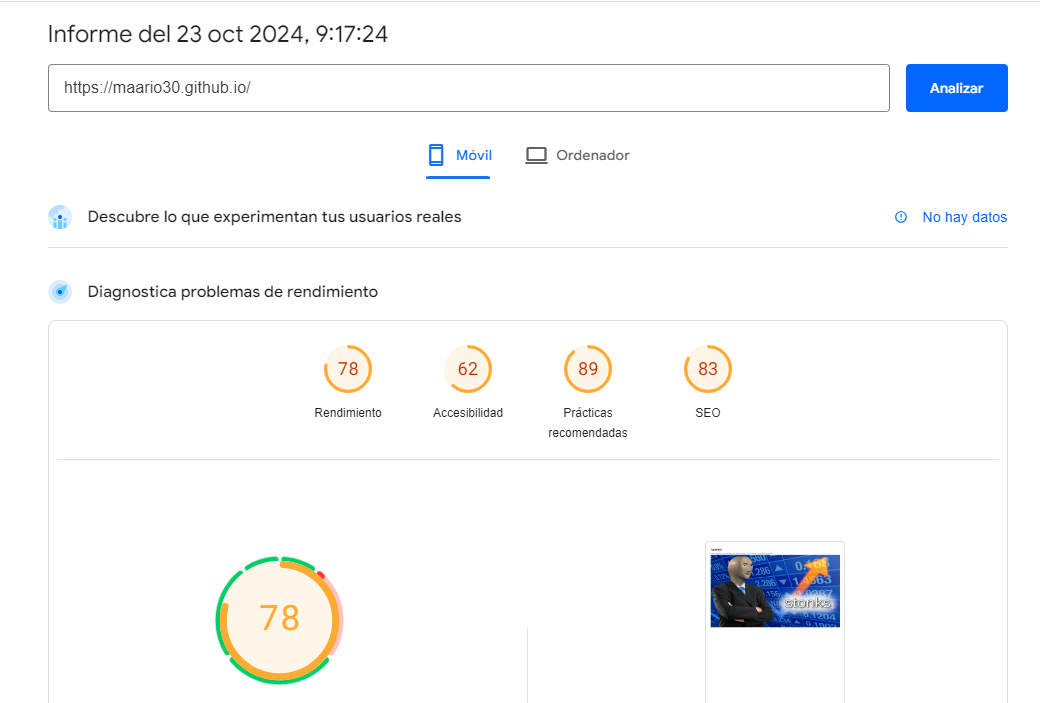 Informe del 23 oct 2024, 9:17:24
https://maario30.github.io/
Analizar
Móvil
Ordenador
Descubre lo que experimentan tus usuarios reales
No hay datos
Diagnostica problemas de rendimiento
78
62
89
83
Rendimiento
Accesibilidad
Prácticas
recomendadas
SEO
78
stonks